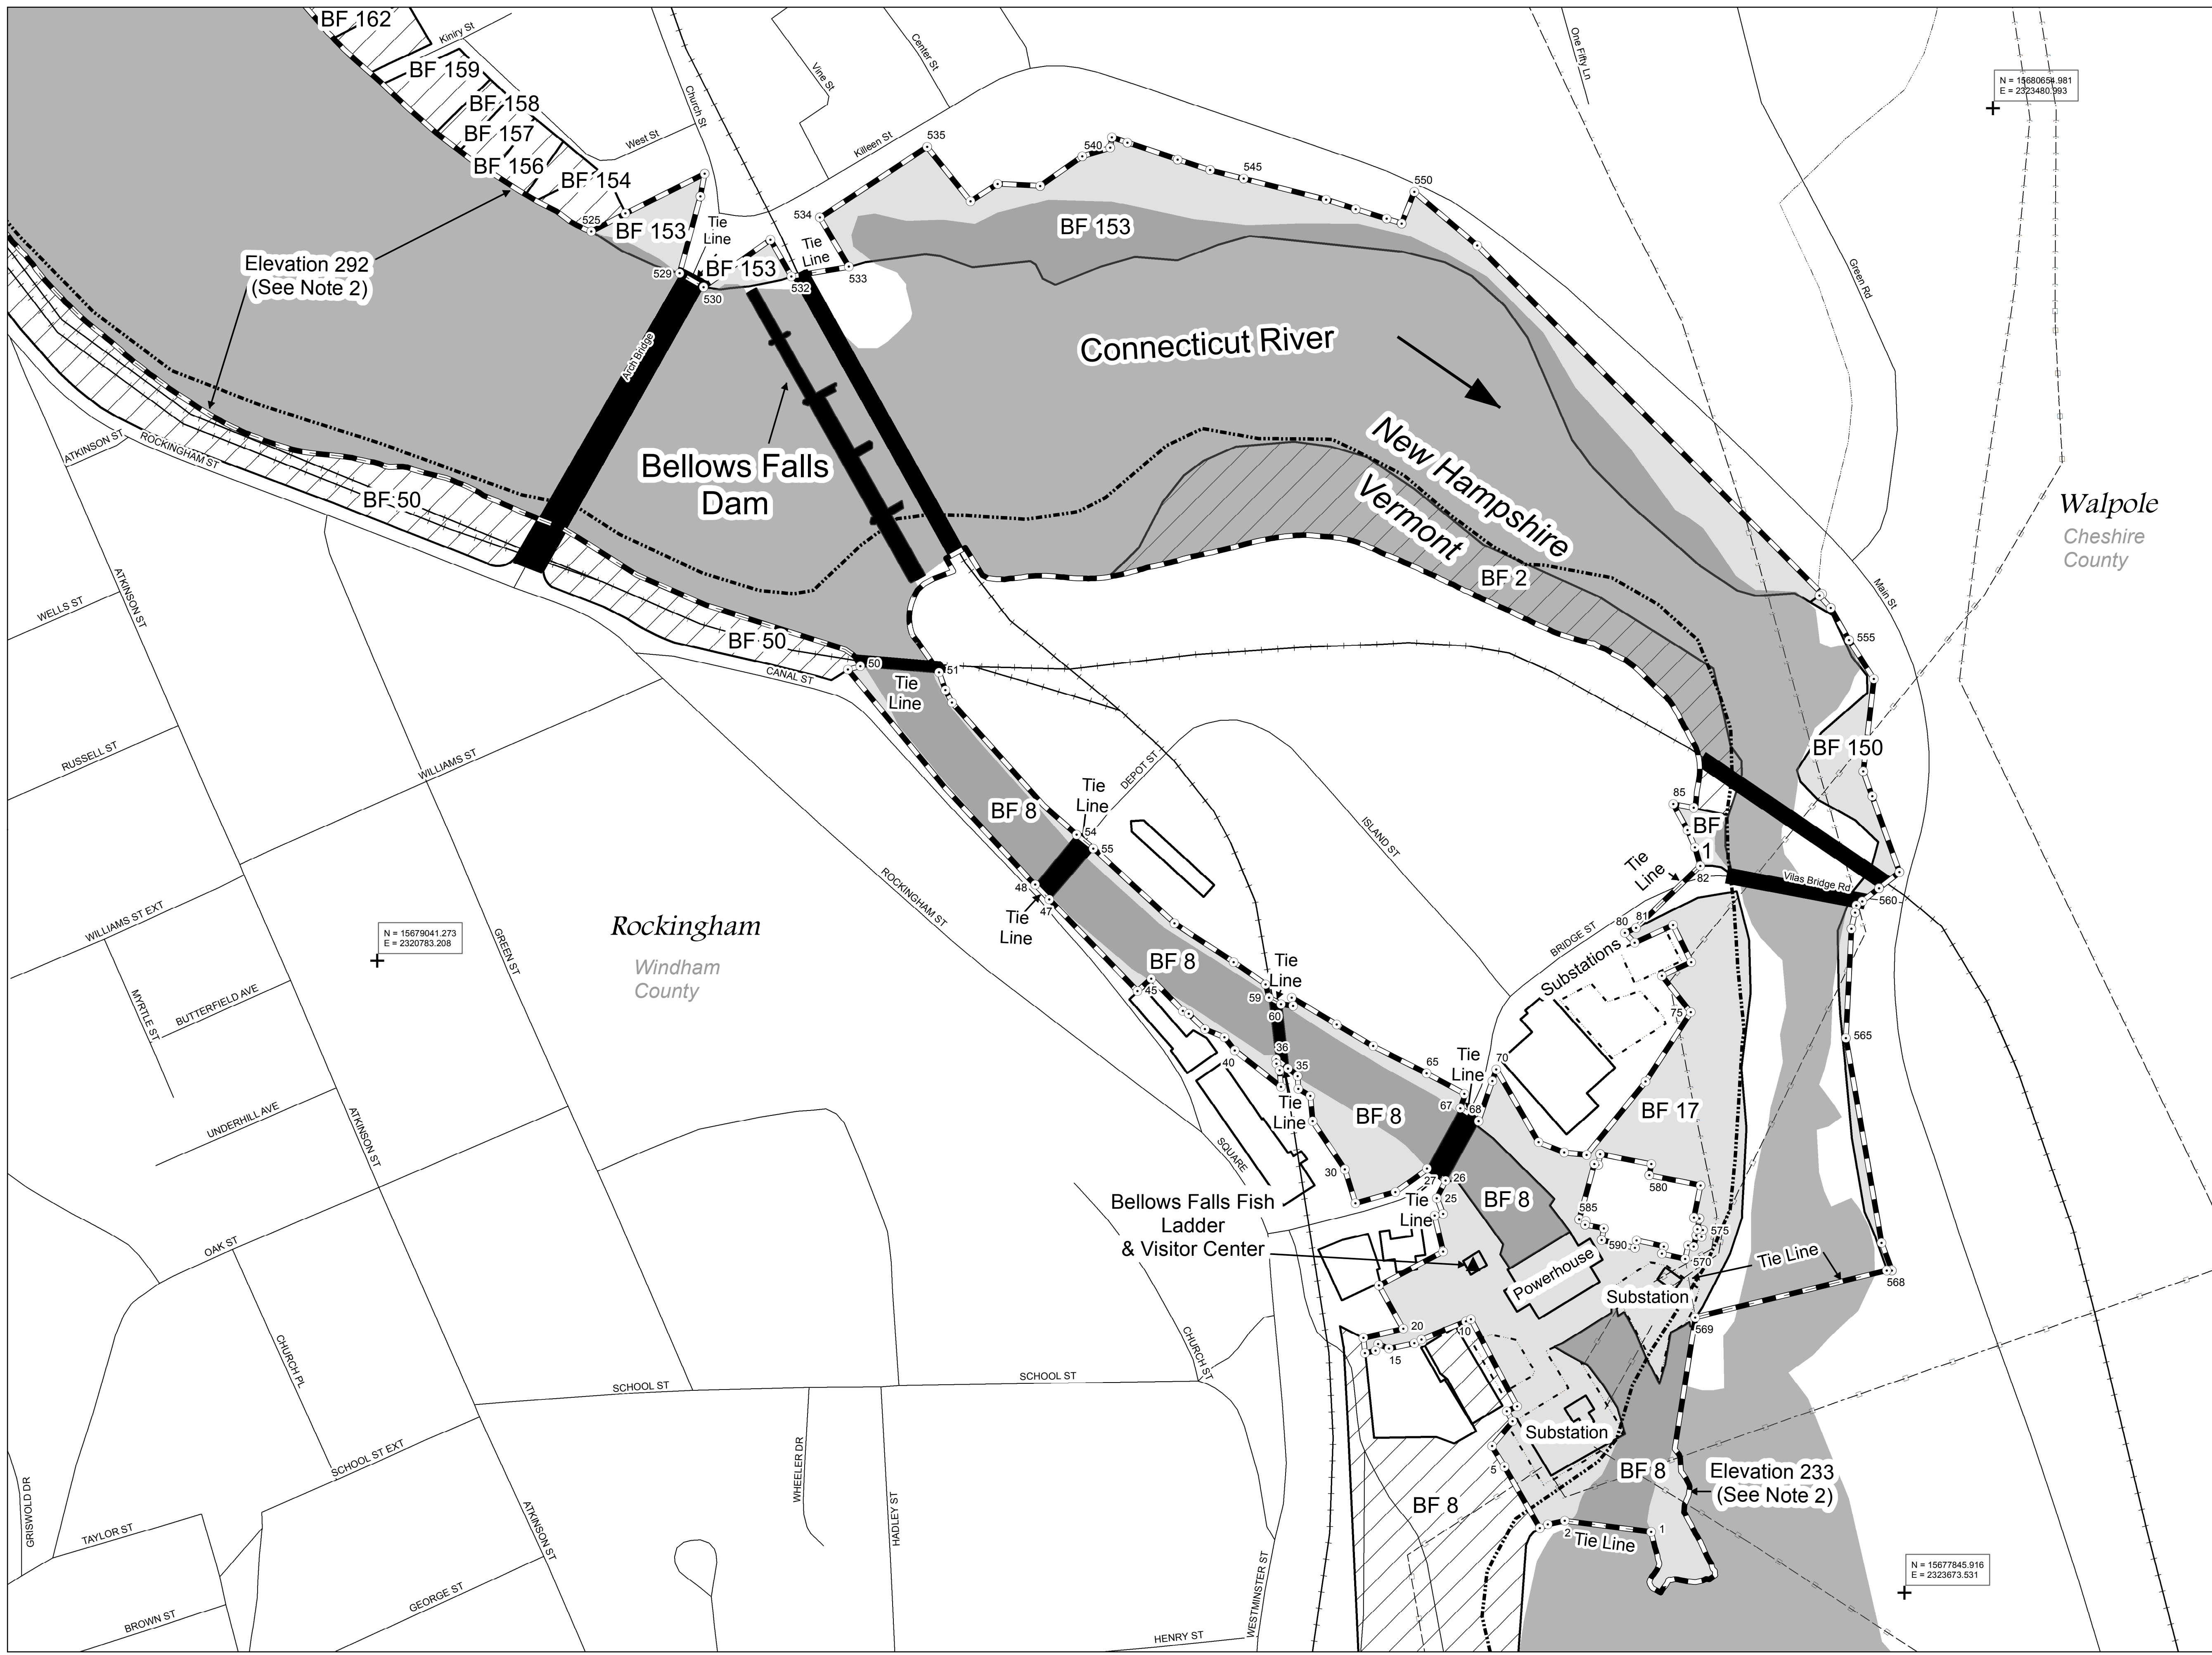 BF 162
Kiniry St
BF 159
BF 158
BF 157
BF 156
BF 154
West St
Church St
Vine St
Center St
Killeen St
One Fifty Ln
N = 15680654.981
E = 2323480.993
Green Rd
525
BF 153
Tie
Line
529
530
BF 153
532
Tie
Line
533
534
535
540
545
550
BF 153
Elevation 292
(See Note 2)
Arch Bridge
Connecticut River
Bellows Falls
Dam
New Hampshire
Vermont
BF 2
Walpole
Cheshire
County
Main St
555
ATKINSON ST
ROCKINGHAM ST
BF 50
ATKINSON ST
WELLS ST
BF 50
CANAL ST
50
51
Tie
Line
RUSSELL ST
WILLIAMS ST
BF 8
Tie
Line
DEPOT ST
54
55
48
47
Tie
Line
ISLAND ST
BF 150
85
BF
1
82
Tie
Line
Vilas Bridge Rd
560
80
81
BRIDGE ST
Substations
ROCKINGHAM ST
WILLIAMS ST EXT
N = 15679041.273
E = 2320783.208
GREEN ST
Rockingham
Windham
County
MYRTLE ST
BUTTERFIELD AVE
UNDERHILL AVE
ATKINSON ST
BF 8
45
59
Tie
Line
60
36
35
40
Tie
Line
65
Tie
Line
67
68
70
75
565
BF 17
BF 8
SQUARE
30
27
26
25
Tie
Line
BF 8
580
585
575
590
570
Bellows Falls Fish
Ladder
& Visitor Center
Powerhouse
Substation
Tie Line
568
569
OAK ST
CHURCH PL
SCHOOL ST
SCHOOL ST
CHURCH ST
20
10
15
Substation
5
BF 8
BF 8
Elevation 233
(See Note 2)
2
Tie Line
1
SCHOOL ST EXT
WHEELER DR
HADLEY ST
GRISWOLD DR
TAYLOR ST
ATKINSON ST
GEORGE ST
BROWN ST
WESTMINSTER ST
HENRY ST
N = 15677845.916
E = 2323673.531